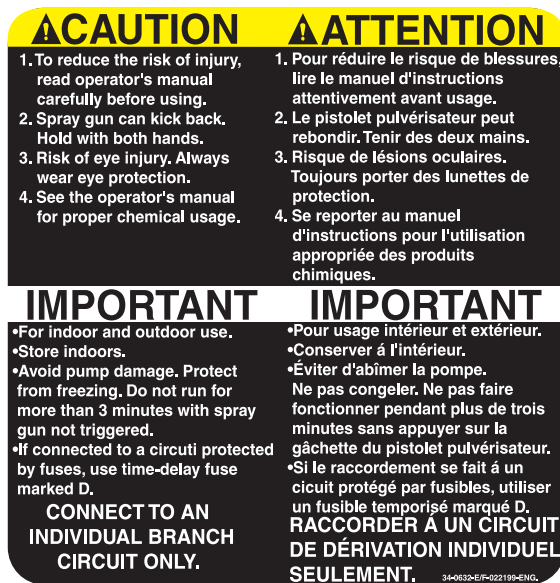 CAUTION
1. To reduce the risk of injury,
read operator's manual
carefully before using.
2. Spray gun can kick back.
Hold with both hands.
3. Risk of eye injury. Always
wear eye protection.
4. See the operator's manual
for proper chemical usage.
ATTENTION
1. Pour réduire le risque de blessures,
lire le manuel d'instructions
attentivement avant usage.
2. Le pistolet pulvérisateur peut
rebondir. Tenir des deux mains.
3. Risque de lésions oculaires.
Toujours porter des lunettes de
protection.
4. Se reporter au manuel
d'instructions pour l'utilisation
appropriée des produits
chimiques.
IMPORTANT
•For indoor and outdoor use.
•Store indoors.
•Avoid pump damage. Protect
from freezing. Do not run for
more than 3 minutes with spray
gun not triggered.
•If connected to a circuti protected
by fuses, use time-delay fuse
marked D.
CONNECT TO AN
INDIVIDUAL BRANCH
CIRCUIT ONLY.
IMPORTANT
•Pour usage intérieur et extérieur.
•Conserver á l'intérieur.
•Éviter d'abîmer la pompe.
Ne pas congeler. Ne pas faire
fonctionner pendant plus de trois
minutes sans appuyer sur la
gâchette du pistolet pulvérisateur.
•Si le raccordement se fait á un
cicuit protégé par fusibles, utiliser
un fusible temporisé marqué D.
RACCORDER Á UN CIRCUIT
DE DÉRIVATION INDIVIDUEL
SEULEMENT.
34-0632-E/F-022199-ENG.